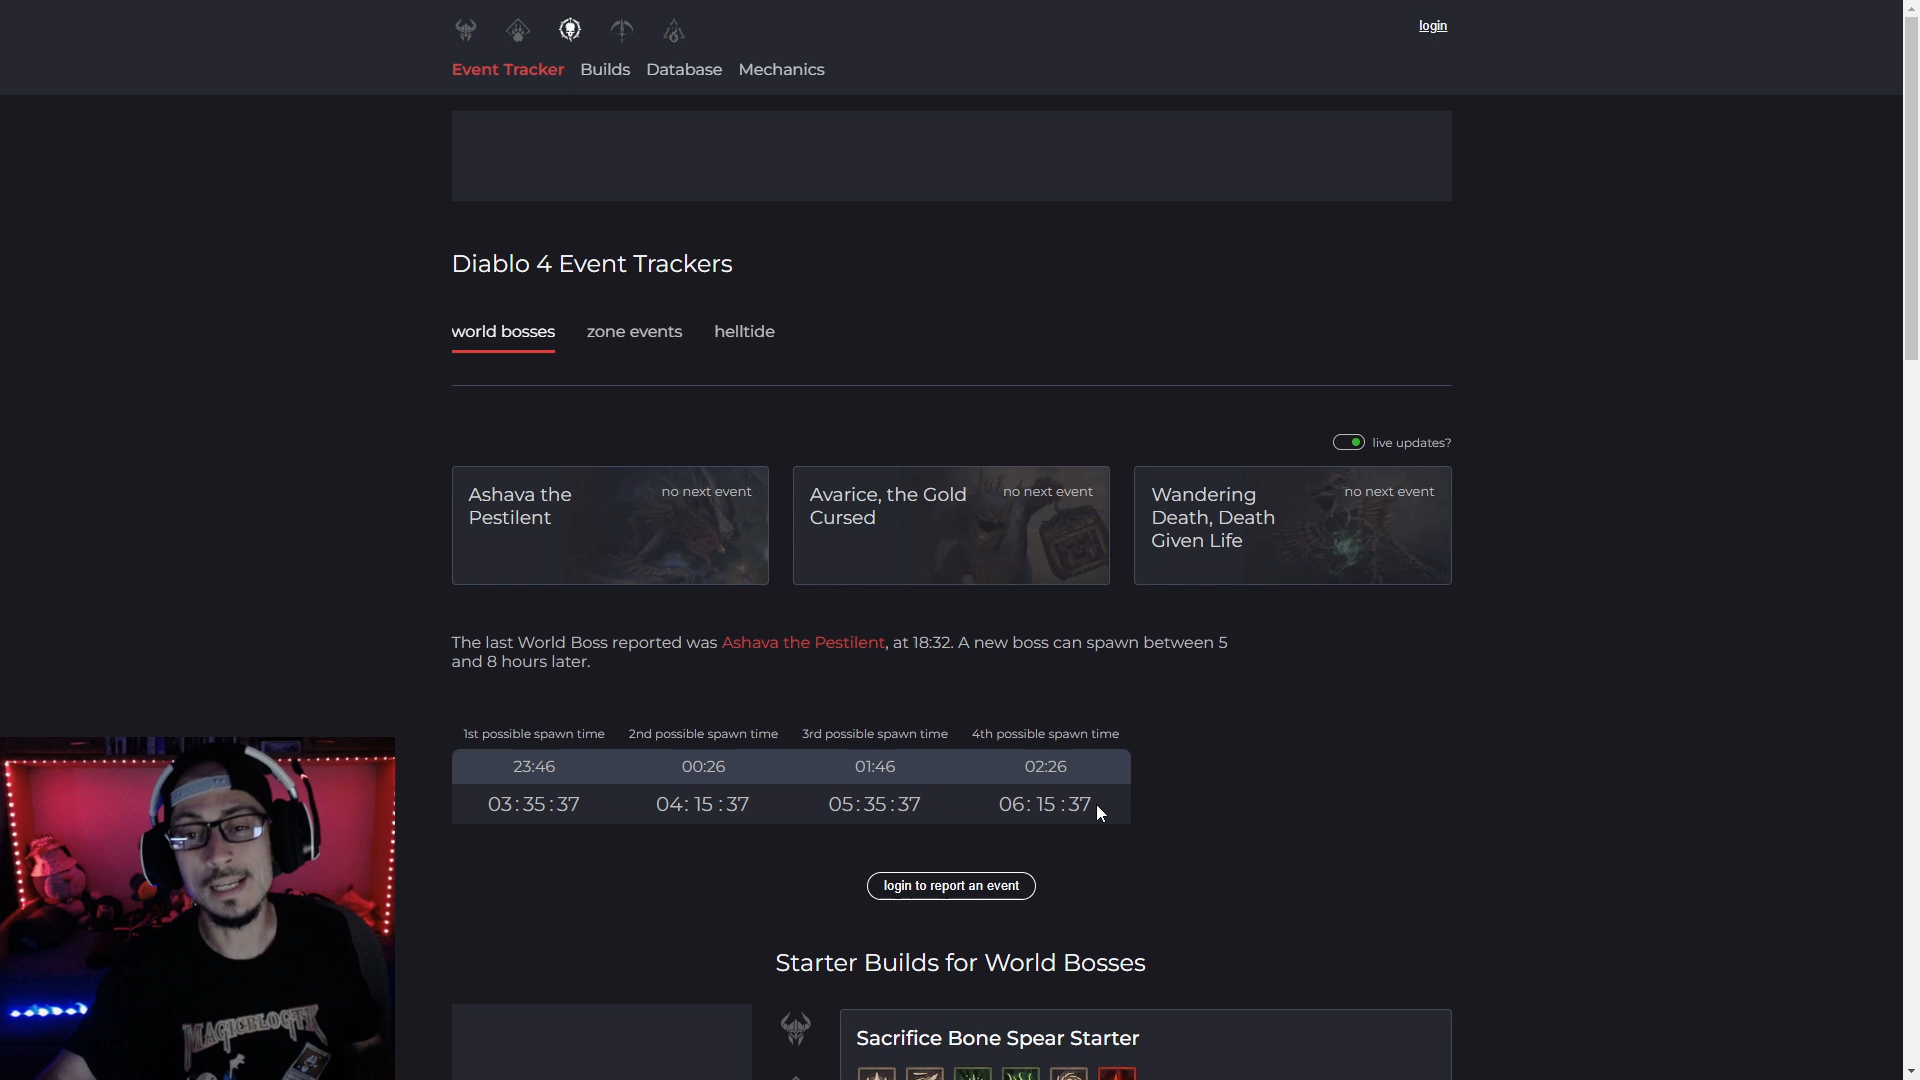 login
Event Tracker Builds Database Mechanics
Diablo 4 Event Trackers
world bosses zone events helltide
live updates?
Ashava the
Pestilent
no next event
Avarice, the Gold
Cursed
no next event
Wandering
Death, Death
Given Life
no next event
The last World Boss reported was Ashava the Pestilent, at 18:32. A new boss can spawn between 5
and 8 hours later.
1st possible spawn time 2nd possible spawn time 3rd possible spawn time 4th possible spawn time
23:46 00:26 01:46 02:26
03:35:37 04:15:37 05:35:37 06:15:37
login to report an event
Starter Builds for World Bosses
Sacrifice Bone Spear Starter